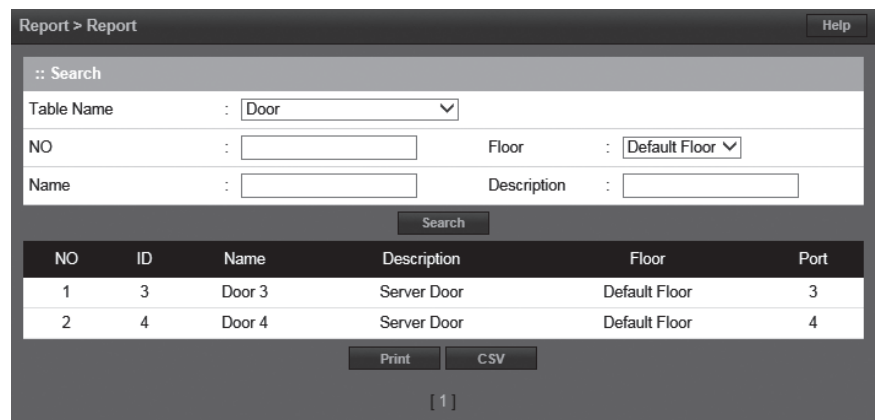 Report > Report Help
:: Search
Table Name : Door
NO : Floor : Default Floor
Name : Description :
Search
NO ID Name Description Floor Port
1 3 Door 3 Server Door Default Floor 3
2 4 Door 4 Server Door Default Floor 4
Print CSV
[ 1 ]